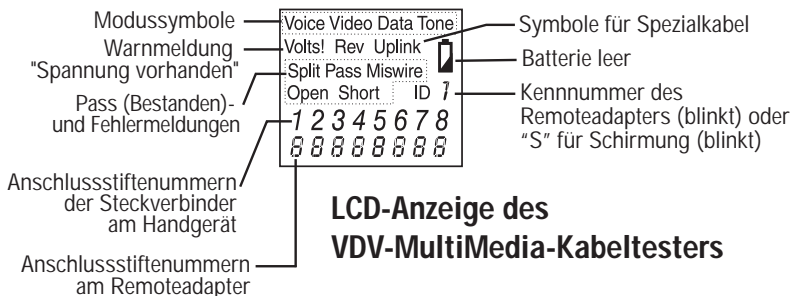 Modussymbole
Warnmeldung
"Spannung vorhanden"
Pass (Bestanden)-
und Fehlermeldungen
Anschlussstiftenummern
der Steckverbinder
am Handgerät
Anschlussstiftenummern
am Remoteadapter
Voice Video Data Tone
Volts! Rev Uplink
Split Pass Miswire
Open Short ID 1
1 2 3 4 5 6 7 8
8 8 8 8 8 8 8 8
Symbole für Spezialkabel
Batterie leer
Kennnummer des
Remoteadapters (blinkt) oder
“S” für Schirmung (blinkt)
LCD-Anzeige des
VDV-MultiMedia-Kabeltesters